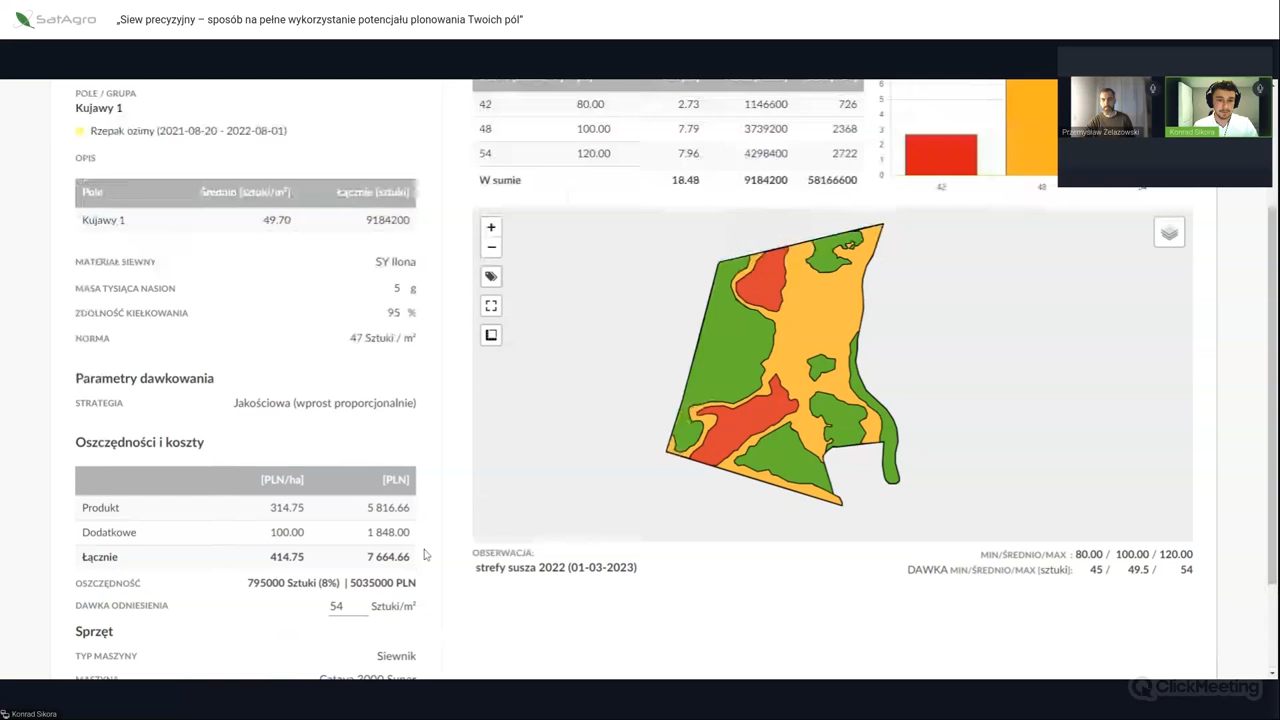 SatAgro
„Siew precyzyjny – sposób na pełne wykorzystanie potencjału plonowania Twoich pól”
POLE / GRUPA
Kujawy 1
Rzepak ozimy (2021-08-20 - 2022-08-01)
OPIS
Pole Średnio [sztuki/m²] Łącznie [sztuki]
Kujawy 1 49.70 9184200
MATERIAŁ SIEWNY SY Ilona
MASA TYSIĄCA NASION 5 g
ZDOLNOŚĆ KIEŁKOWANIA 95 %
NORMA 47 Sztuki / m²
Parametry dawkowania
STRATEGIA Jakościowa (wprost proporcjonalnie)
Oszczędności i koszty
[PLN/ha] [PLN]
Produkt 314.75 5 816.66
Dodatkowe 100.00 1 848.00
Łącznie 414.75 7 664.66
OSZCZĘDNOŚĆ 795000 Sztuki (8%) | 5035000 PLN
DAWKA ODNIESIENIA 54 Sztuki/m²
Sprzęt
TYP MASZYNY Siewnik
42 80.00 2.73 1146600 726
48 100.00 7.79 3739200 2368
54 120.00 7.96 4298400 2722
W sumie 18.48 9184200 58166600
6
5
4
3
2
1
0
42 48 54
+
−
OBSERWACJA:
strefy susza 2022 (01-03-2023)
MIN/ŚREDNIO/MAX : 80.00 / 100.00 / 120.00
DAWKA MIN/ŚREDNIO/MAX [sztuki]: 45 / 49.5 / 54
Przemysław Żelazowski
Konrad Sikora
ClickMeeting
Konrad Sikora